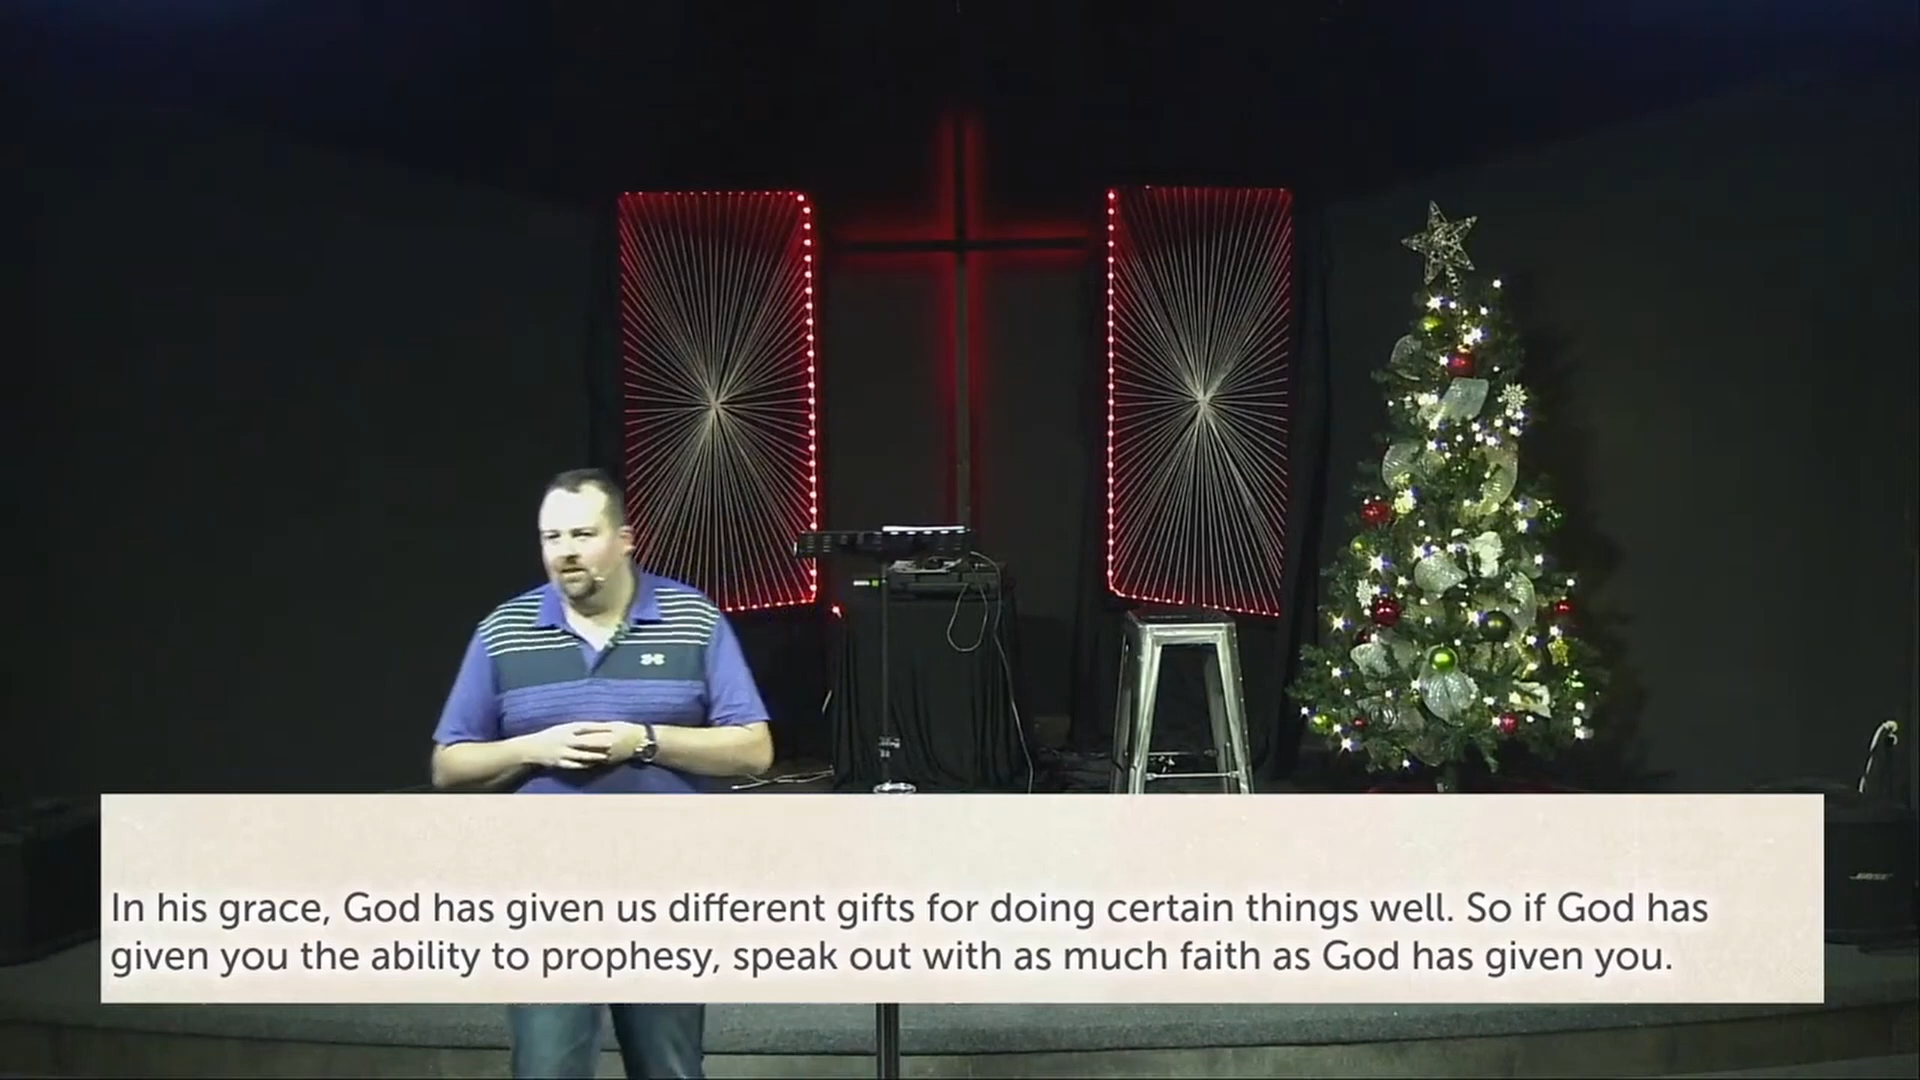 In his grace, God has given us different gifts for doing certain things well. So if God has
given you the ability to prophesy, speak out with as much faith as God has given you.
BOSE